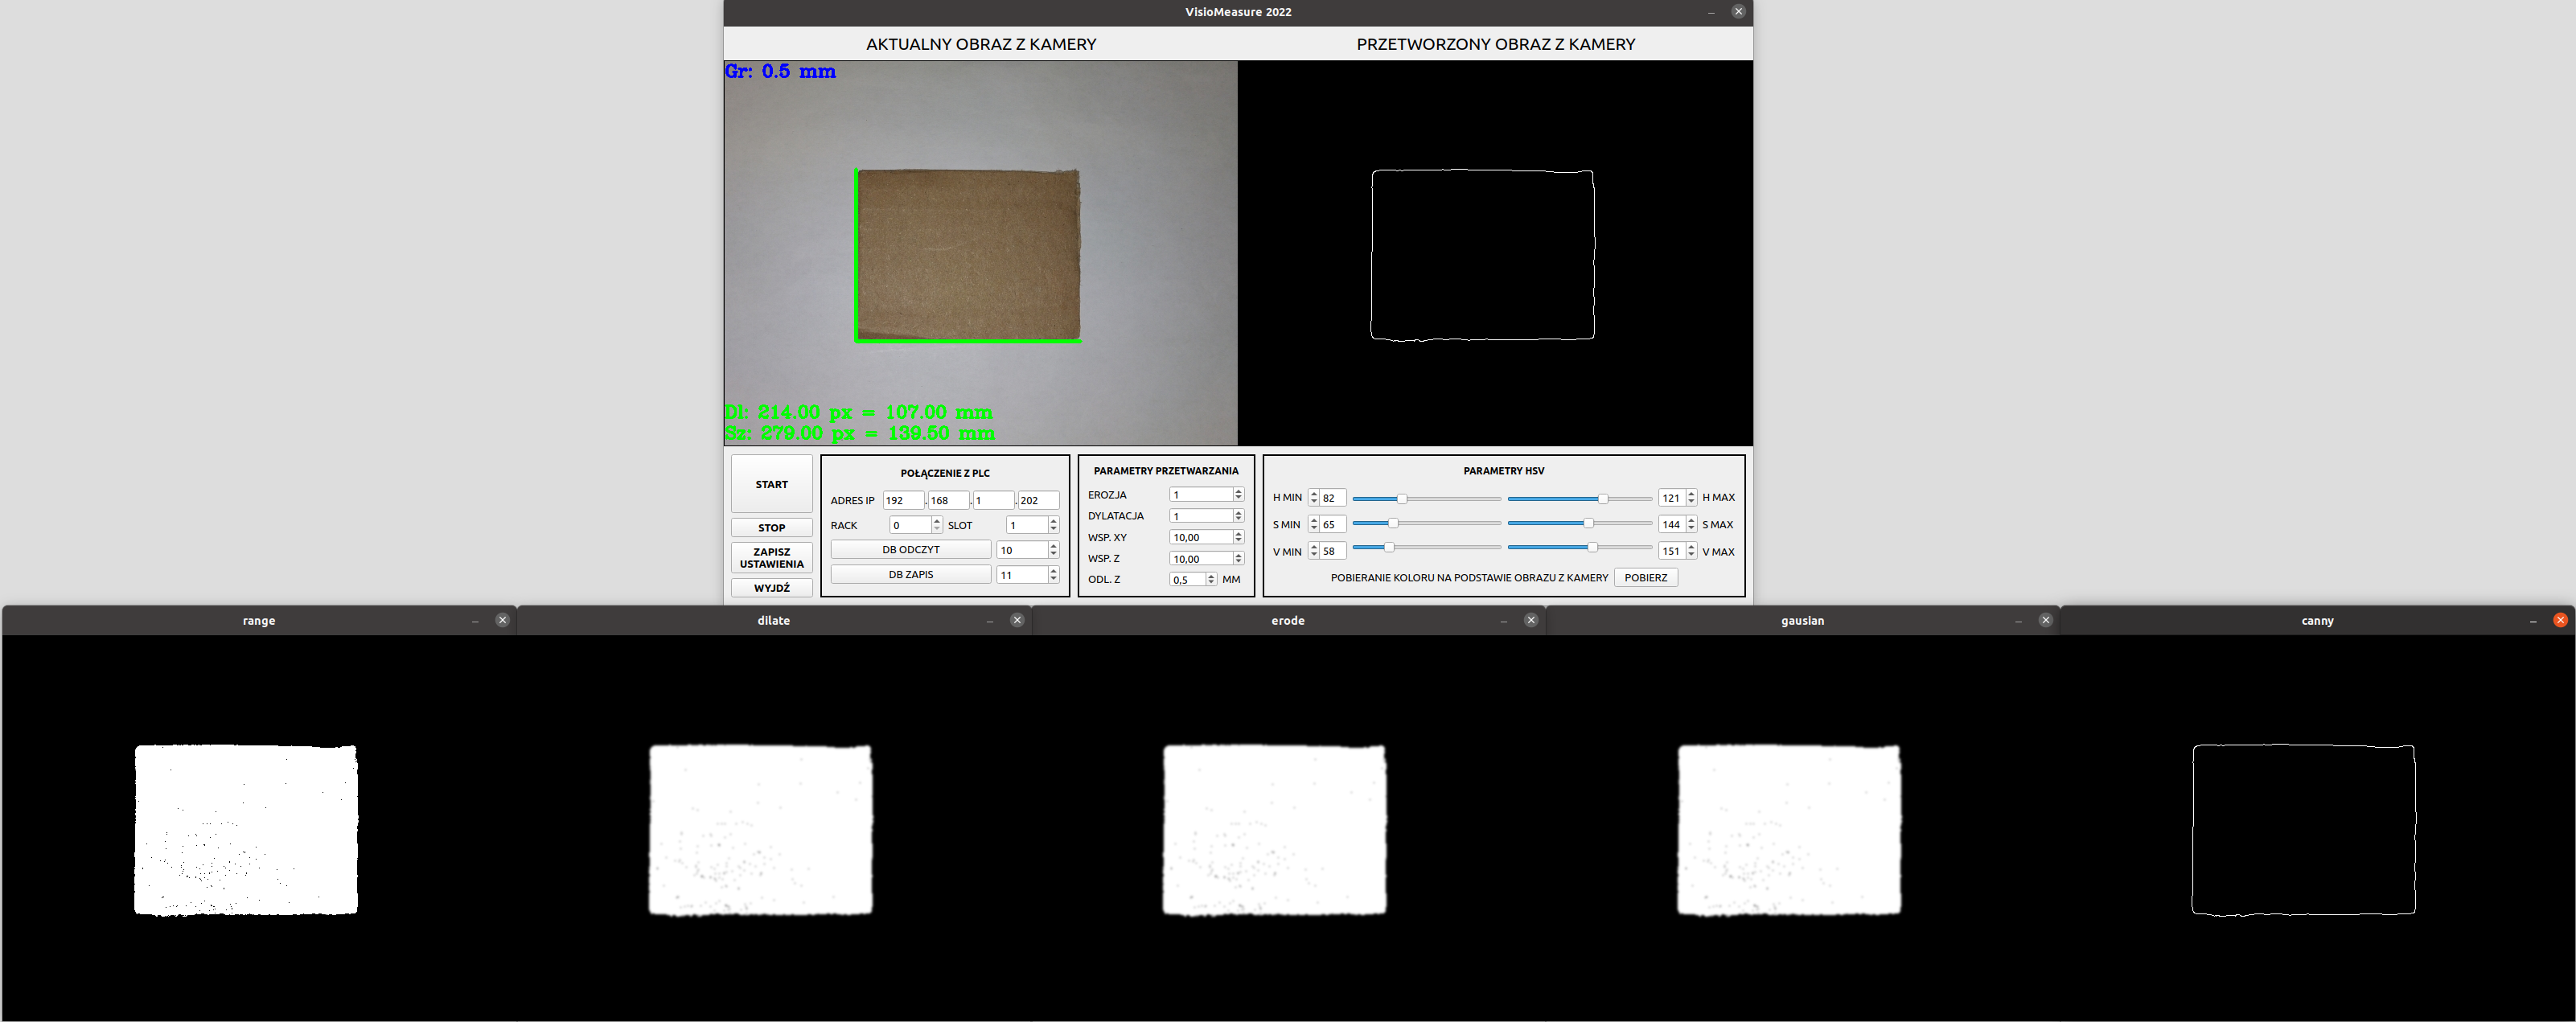 VisioMeasure 2022
AKTUALNY OBRAZ Z KAMERY
PRZETWORZONY OBRAZ Z KAMERY
Gr: 0.5 mm
Dl: 214.00 px = 107.00 mm
Sz: 279.00 px = 139.50 mm
START
STOP
ZAPISZ
USTAWIENIA
WYJDŹ
POŁĄCZENIE Z PLC
ADRES IP 192 . 168 . 1 . 202
RACK 0 SLOT 1
DB ODCZYT 10
DB ZAPIS 11
PARAMETRY PRZETWARZANIA
EROZJA 1
DYLATACJA 1
WSP. XY 10,00
WSP. Z 10,00
ODL. Z 0,5 MM
PARAMETRY HSV
H MIN 82 121 H MAX
S MIN 65 144 S MAX
V MIN 58 151 V MAX
POBIERANIE KOLORU NA PODSTAWIE OBRAZU Z KAMERY POBIERZ
range
dilate
erode
gausian
canny